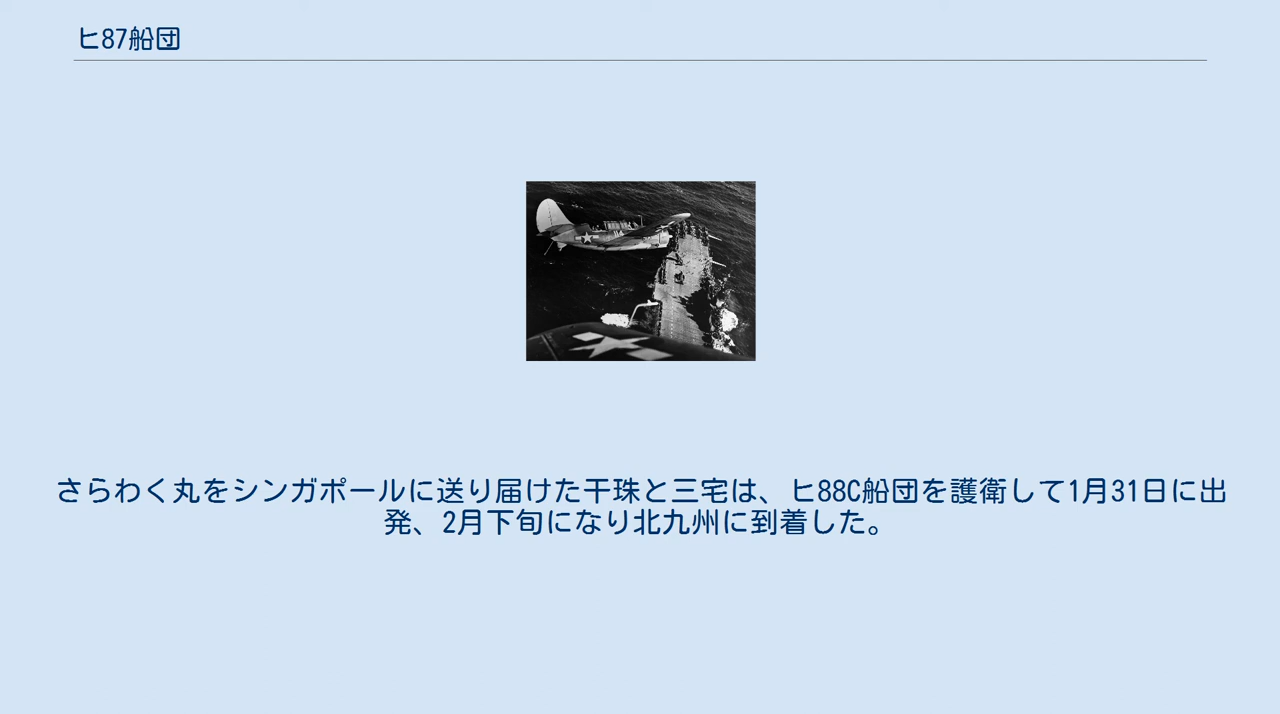 ヒ87船団
さらわく丸をシンガポールに送り届けた干珠と三宅は、ヒ88C船団を護衛して1月31日に出
発、2月下旬になり北九州に到着した。